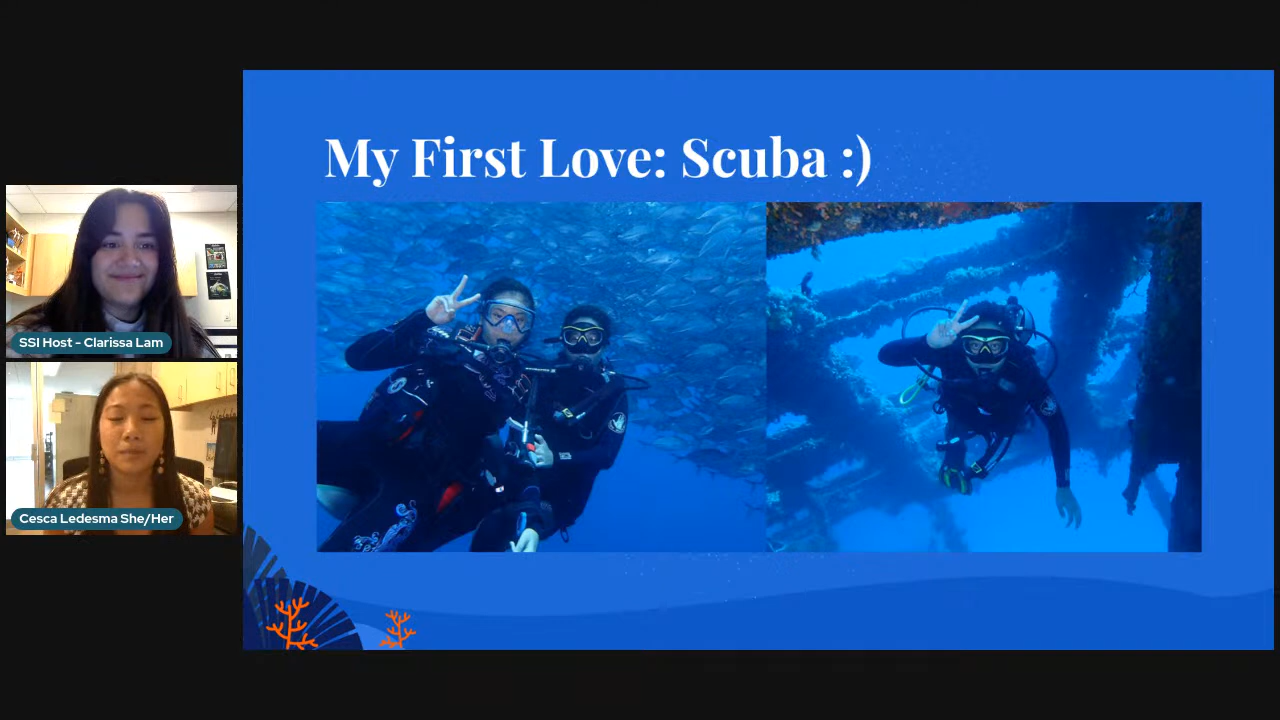 My First Love: Scuba :)
SSI Host - Clarissa Lam
Cesca Ledesma She/Her